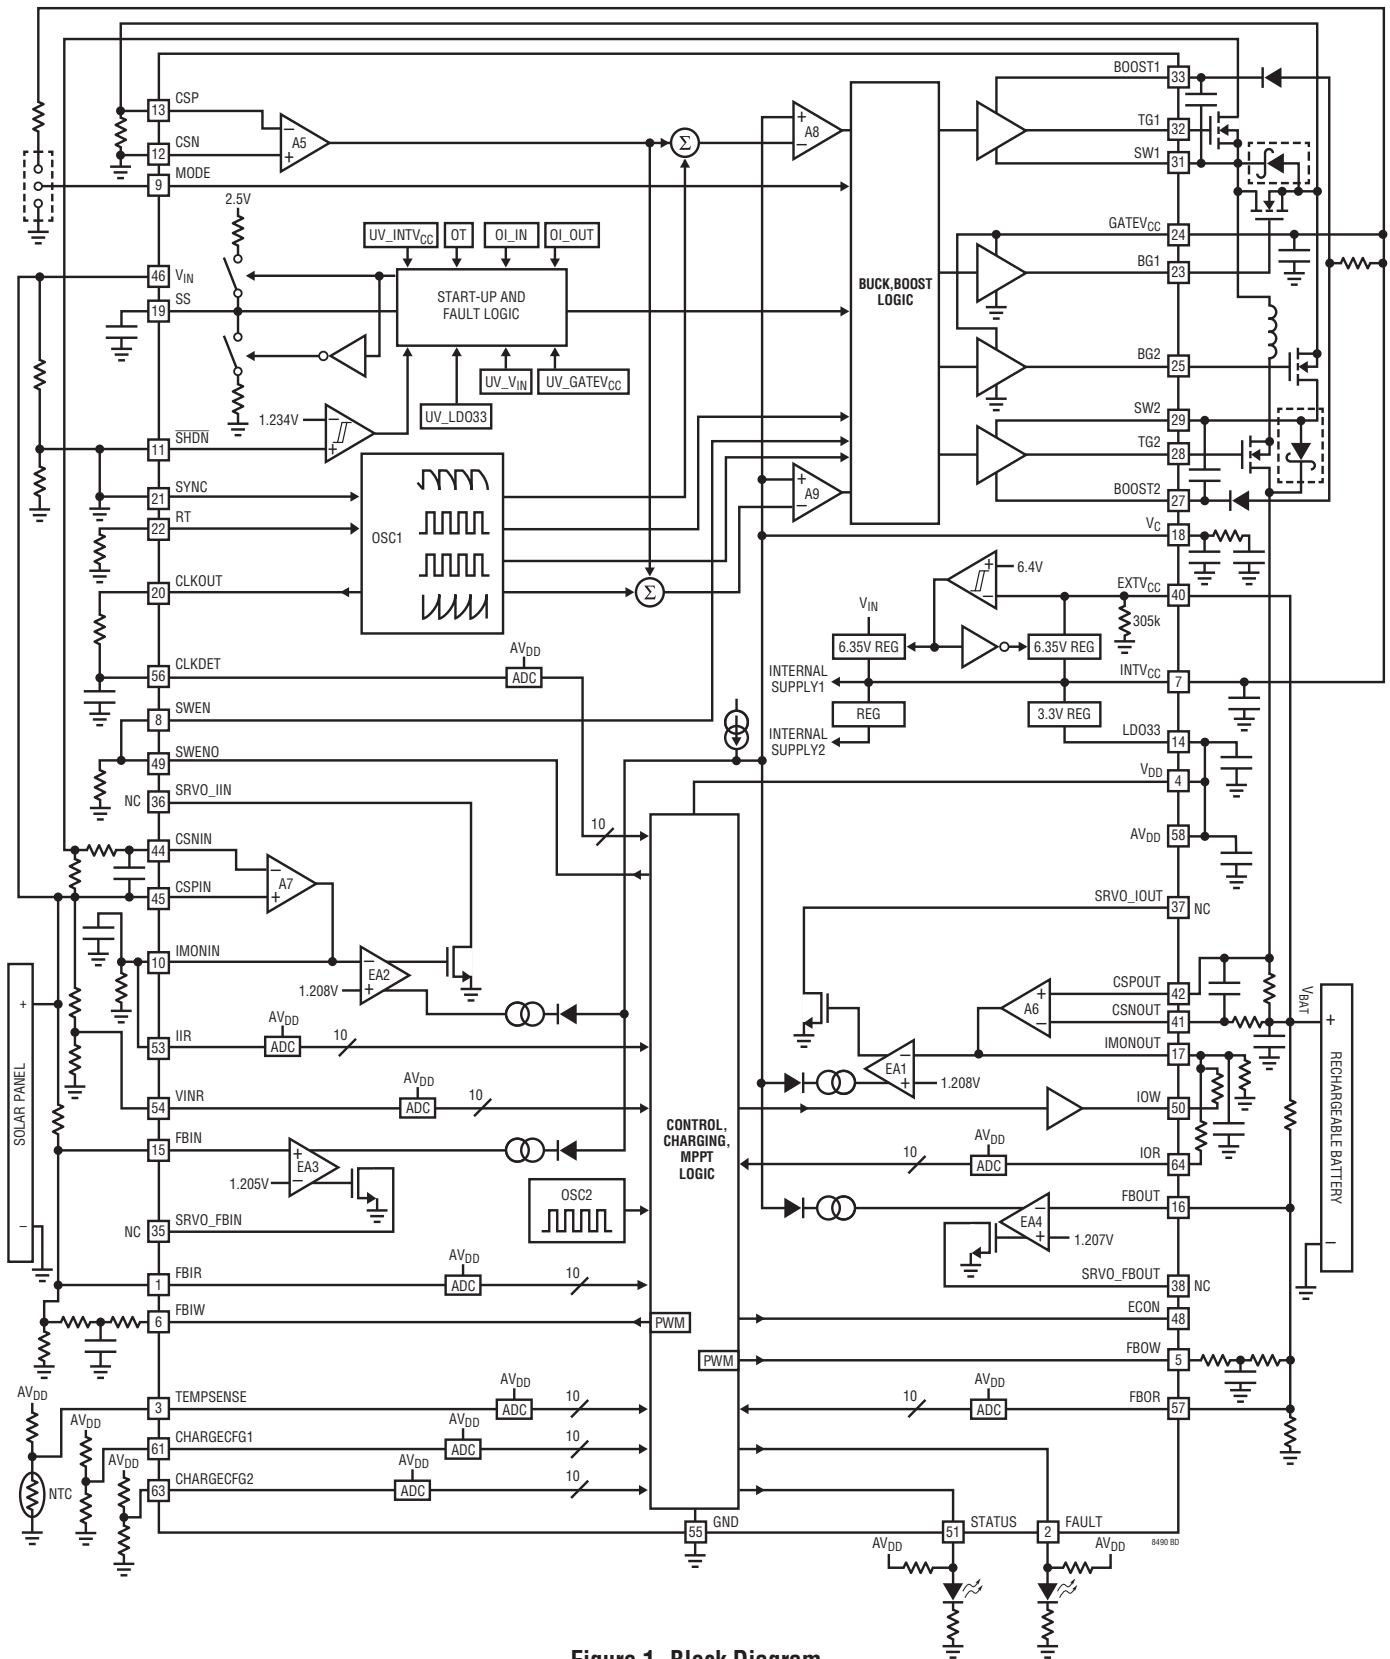 BOOST1
33
CSP
13
A5
CSN
12
MODE
9
Σ
A8
TG1
32
SW1
31
2.5V
UV_INTVCC
OT
OI_IN
OI_OUT
GATEVCC
24
VIN
46
SS
19
START-UP AND
FAULT LOGIC
BUCK,BOOST
LOGIC
BG1
23
UV_VIN
UV_GATEVCC
UV_LDO33
BG2
25
1.234V
SHDN
11
SW2
29
TG2
28
BOOST2
27
SYNC
21
RT
22
OSC1
A9
VC
18
CLKOUT
20
Σ
6.4V
EXTVCC
40
305k
VIN
6.35V REG
6.35V REG
CLKDET
56
AVDD
ADC
INTERNAL
SUPPLY1
INTVCC
7
SWEN
8
REG
3.3V REG
LDO33
14
INTERNAL
SUPPLY2
SWENO
49
VDD
4
NC
36
SRVO_IIN
10
AVDD
58
CSNIN
44
A7
CSPIN
45
SRVO_IOUT
37
NC
IMONIN
10
EA2
1.208V
CSPOUT
42
A6
CSNOUT
41
VBAT
SOLAR PANEL
+
–
RECHARGEABLE BATTERY
+
–
IIR
53
AVDD
ADC
10
IMONOUT
17
EA1
1.208V
VINR
54
AVDD
ADC
10
IOW
50
CONTROL,
CHARGING,
MPPT
LOGIC
FBIN
15
EA3
1.205V
AVDD
ADC
10
IOR
64
OSC2
FBOUT
16
EA4
1.207V
NC
35
SRVO_FBIN
FBIR
1
AVDD
ADC
10
SRVO_FBOUT
38
NC
FBIW
6
PWM
ECON
48
PWM
FBOW
5
AVDD
TEMPSENSE
3
AVDD
ADC
10
AVDD
ADC
10
FBOR
57
AVDD
CHARGECFG1
61
AVDD
ADC
10
AVDD
CHARGECFG2
63
AVDD
ADC
10
NTC
55
GND
51
STATUS
2
FAULT
8490 BD
AVDD
AVDD
Figure 1. Block Diagram